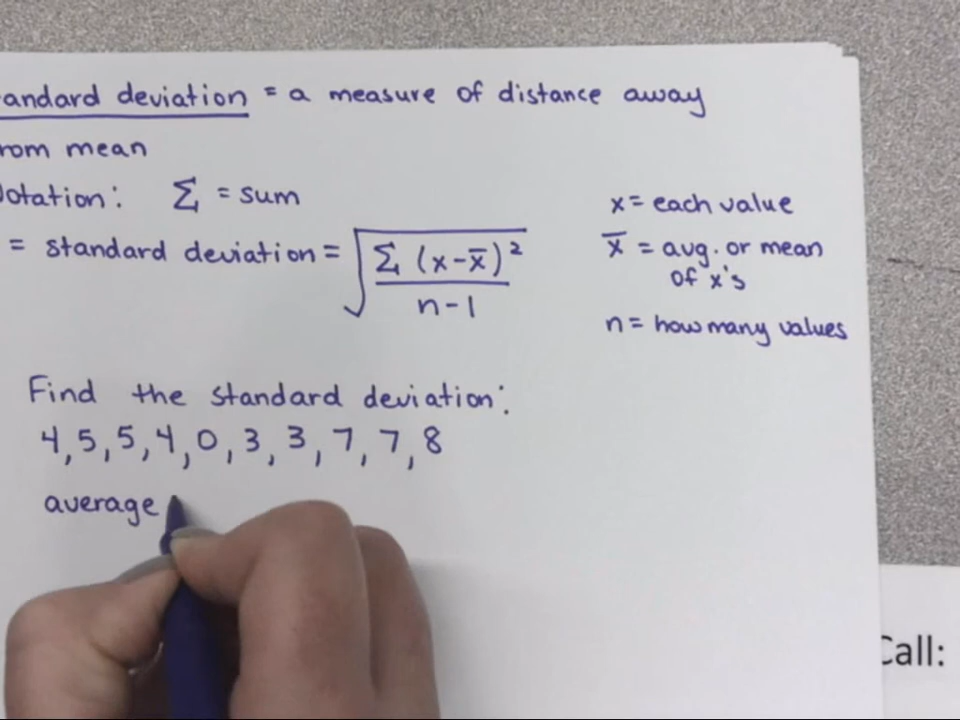 andard deviation = a measure of distance away
rom mean
otation: Σ = sum
= standard deviation = √(Σ(x-x̄)² / n-1)
x = each value
x̄ = avg. or mean
of x's
n = how many values
Find the standard deviation:
4, 5, 5, 4, 0, 3, 3, 7, 7, 8
average
Call: